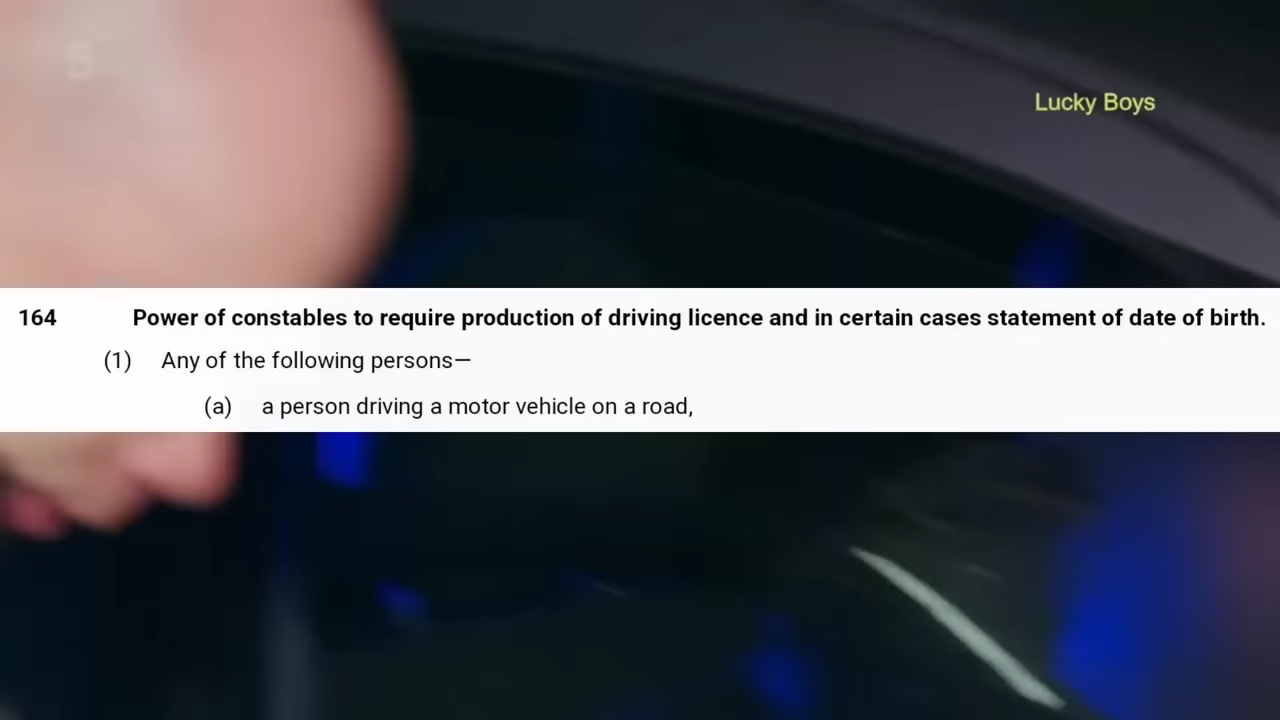 5
Lucky Boys
164 Power of constables to require production of driving licence and in certain cases statement of date of birth.
(1) Any of the following persons—
(a) a person driving a motor vehicle on a road,